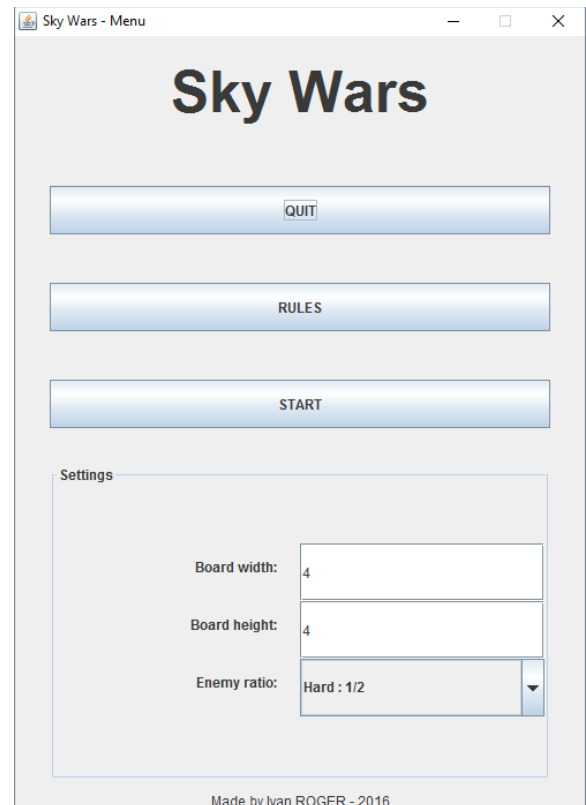 Sky Wars - Menu
Sky Wars
QUIT
RULES
START
Settings
Board width: 4
Board height: 4
Enemy ratio: Hard : 1/2
Made by Ivan ROGER - 2016